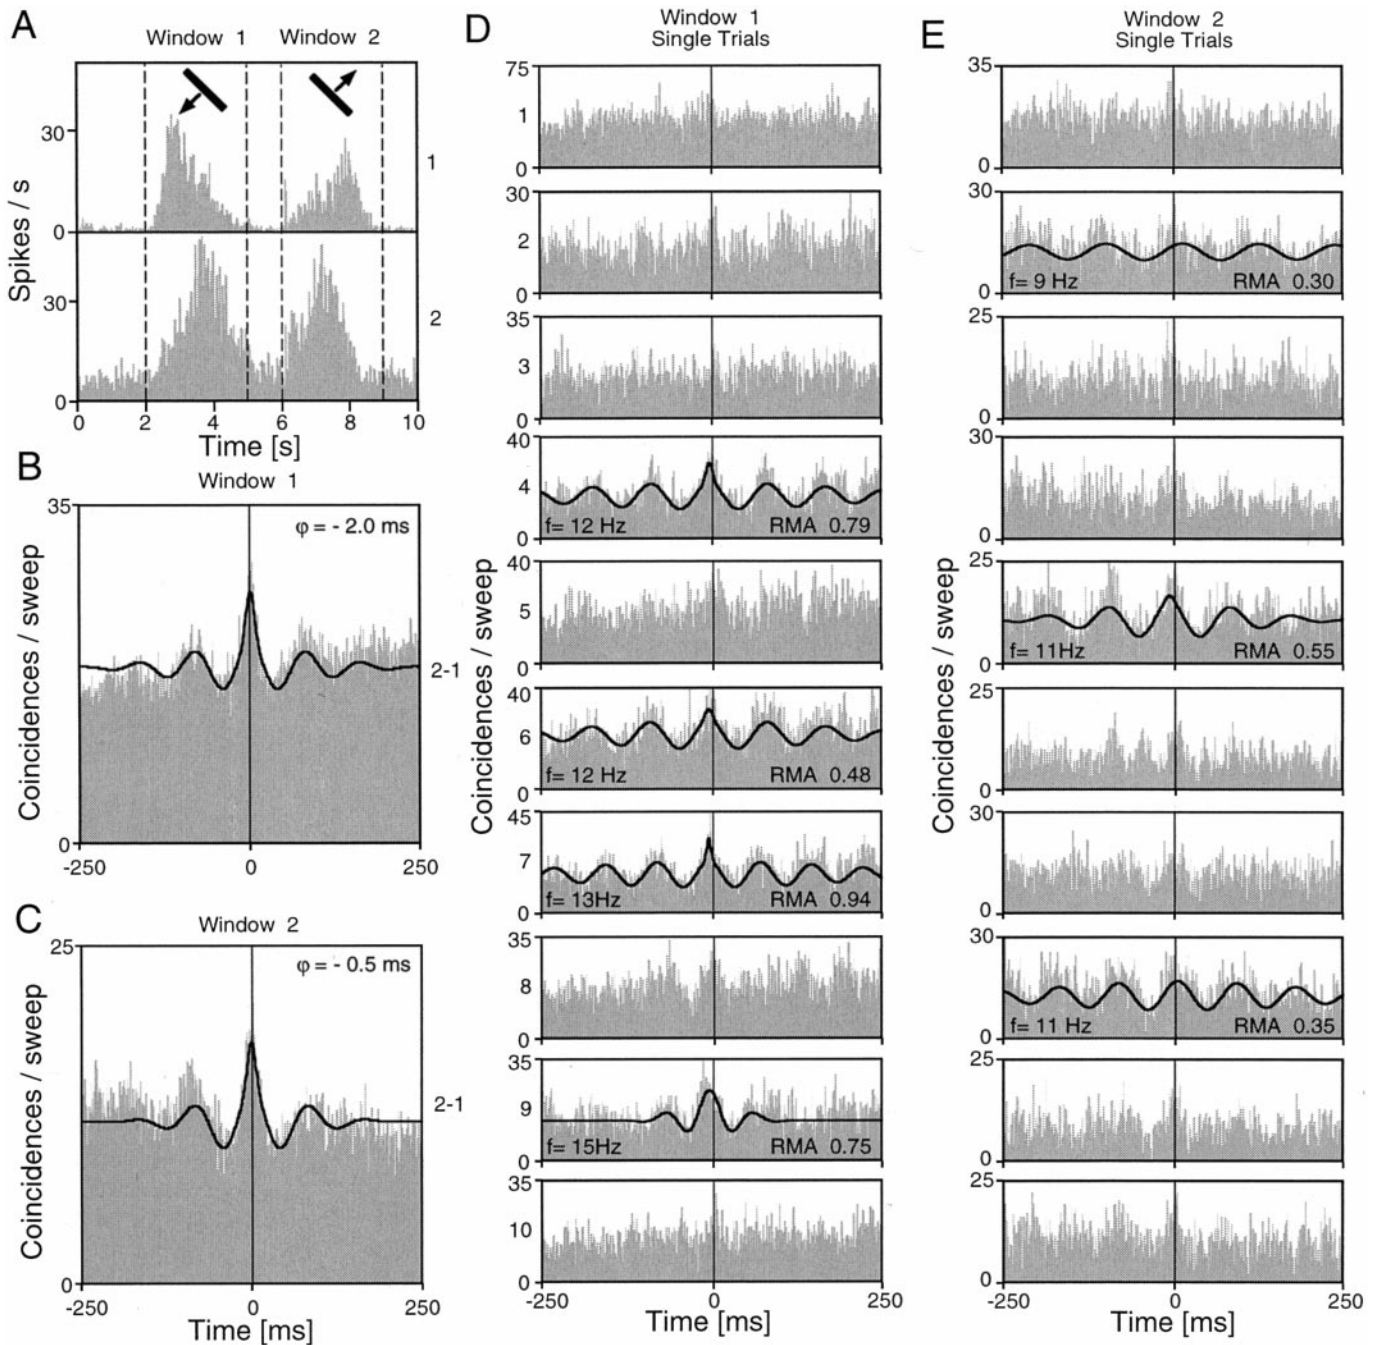 A
Window 1
Window 2
30
0
1
Spikes / s
30
0
2
0
2
4
6
8
10
Time [s]
B
Window 1
35
φ = - 2.0 ms
Coincidences / sweep
2-1
0
-250
0
250
C
Window 2
25
φ = - 0.5 ms
Coincidences / sweep
2-1
0
-250
0
250
Time [ms]
D
Window 1
Single Trials
75
1
0
30
2
0
35
3
0
40
4
f= 12 Hz
RMA 0.79
0
40
5
0
Coincidences / sweep
40
6
f= 12 Hz
RMA 0.48
0
45
7
f= 13Hz
RMA 0.94
0
35
8
0
35
9
f= 15Hz
RMA 0.75
0
35
10
0
-250
0
250
Time [ms]
E
Window 2
Single Trials
35
0
30
f= 9 Hz
RMA 0.30
0
25
0
30
0
25
f= 11Hz
RMA 0.55
0
Coincidences / sweep
25
0
30
0
30
f= 11 Hz
RMA 0.35
0
25
0
25
0
-250
0
250
Time [ms]